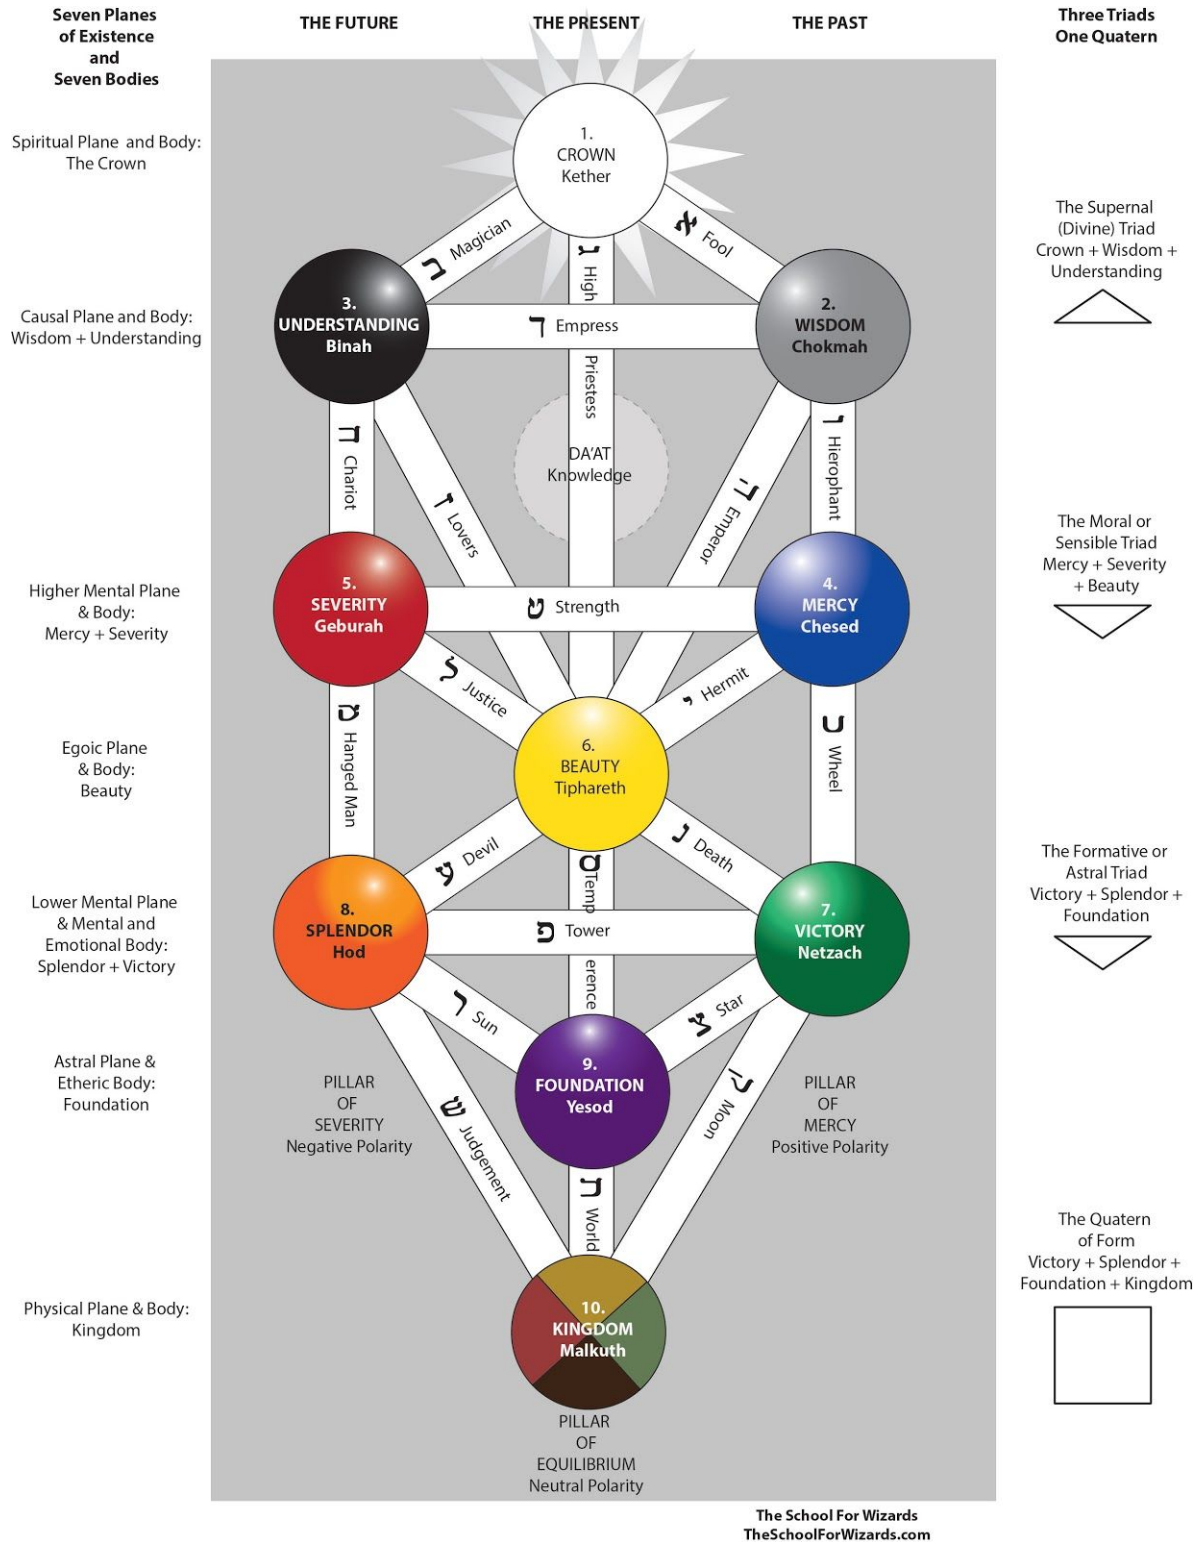 Seven Planes
of Existence
and
Seven Bodies
THE FUTURE
THE PRESENT
THE PAST
Three Triads
One Quatern
Spiritual Plane and Body:
The Crown
1.
CROWN
Kether
ב Magician
א Fool
ג High
Priestess
The Supernal
(Divine) Triad
Crown + Wisdom +
Understanding
Causal Plane and Body:
Wisdom + Understanding
3.
UNDERSTANDING
Binah
ד Empress
2.
WISDOM
Chokmah
DA'AT
Knowledge
ח Chariot
ז Lovers
ה Emperor
ו Hierophant
The Moral or
Sensible Triad
Mercy + Severity
+ Beauty
Higher Mental Plane
& Body:
Mercy + Severity
5.
SEVERITY
Geburah
ט Strength
4.
MERCY
Chesed
ל Justice
י Hermit
מ Hanged Man
כ Wheel
Egoic Plane
& Body:
Beauty
6.
BEAUTY
Tiphareth
ע Devil
נ Death
ס Temp
erence
The Formative or
Astral Triad
Victory + Splendor +
Foundation
Lower Mental Plane
& Mental and
Emotional Body:
Splendor + Victory
8.
SPLENDOR
Hod
פ Tower
7.
VICTORY
Netzach
ר Sun
צ Star
Astral Plane &
Etheric Body:
Foundation
PILLAR
OF
SEVERITY
Negative Polarity
9.
FOUNDATION
Yesod
PILLAR
OF
MERCY
Positive Polarity
ש Judgement
ת World
ק Moon
The Quatern
of Form
Victory + Splendor +
Foundation + Kingdom
Physical Plane & Body:
Kingdom
10.
KINGDOM
Malkuth
PILLAR
OF
EQUILIBRIUM
Neutral Polarity
The School For Wizards
TheSchoolForWizards.com